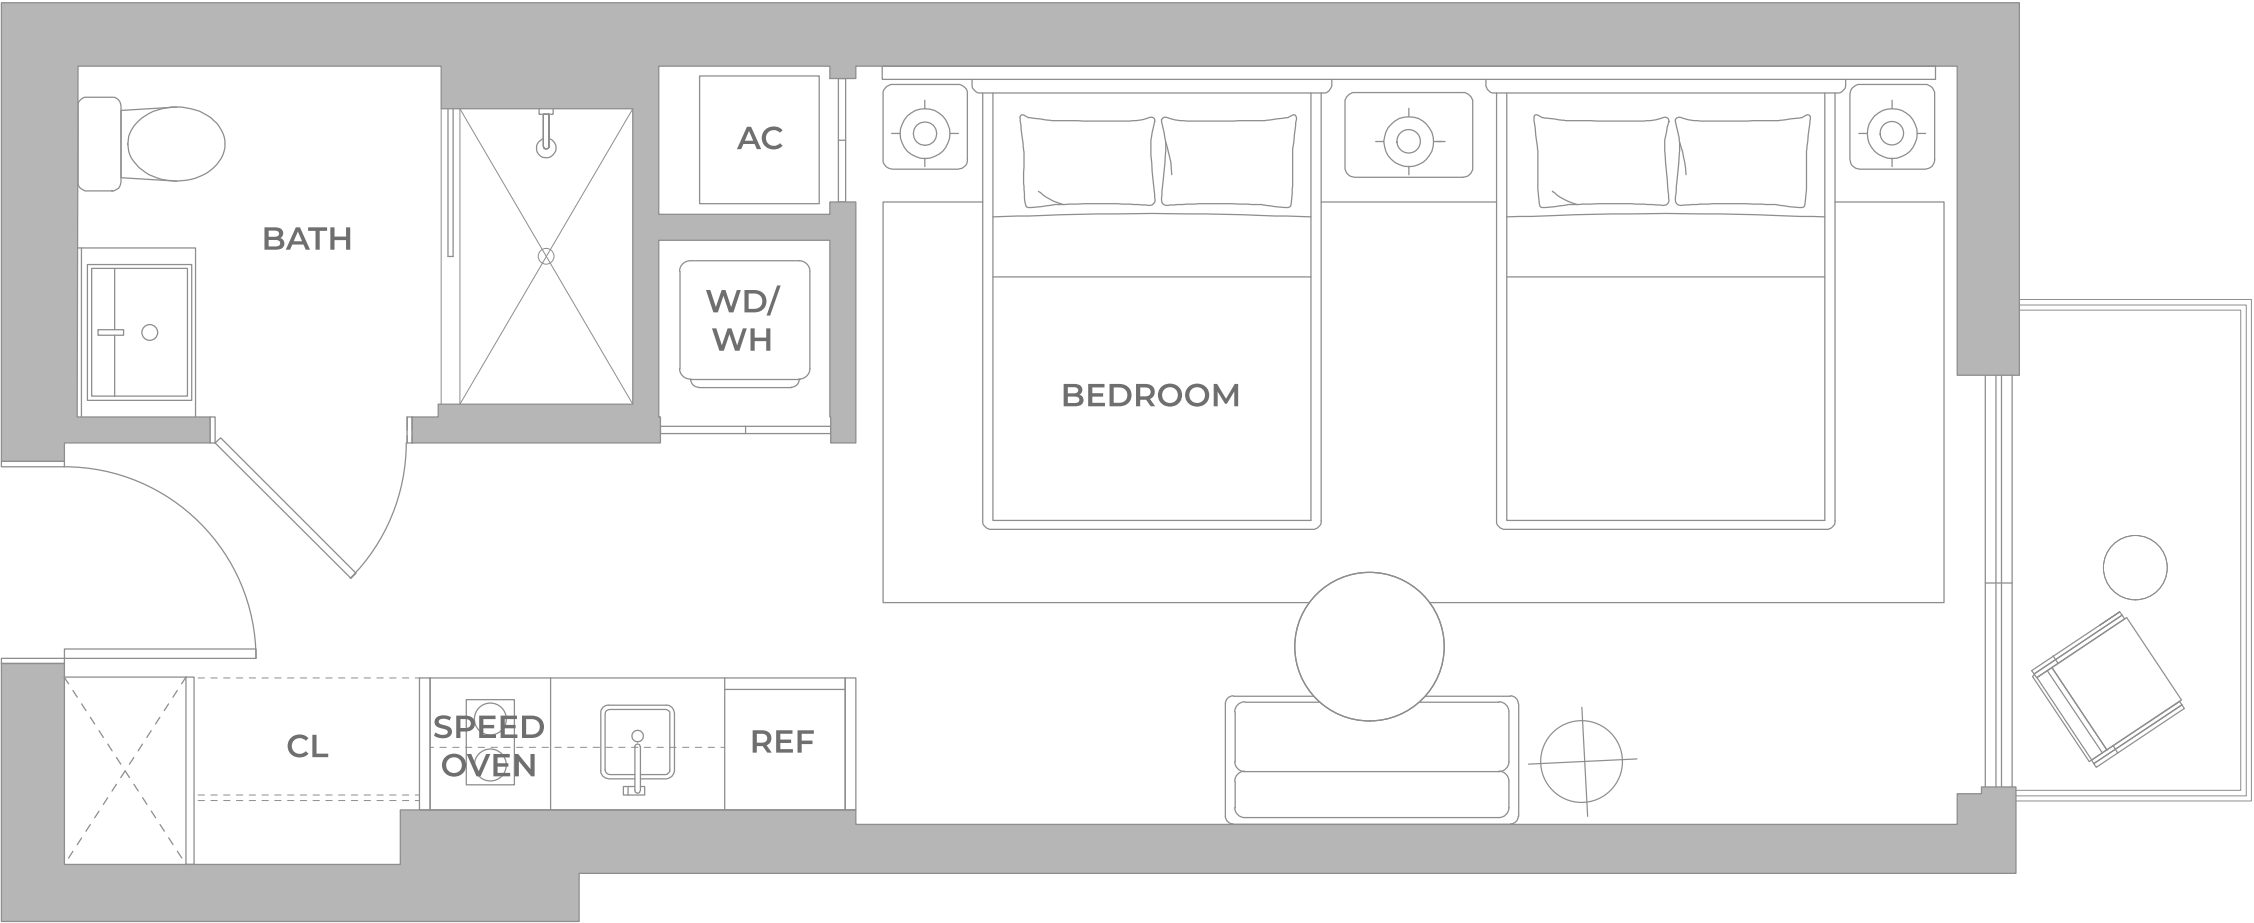 AC
BATH
WD/
WH
BEDROOM
CL
SPEED
OVEN
REF